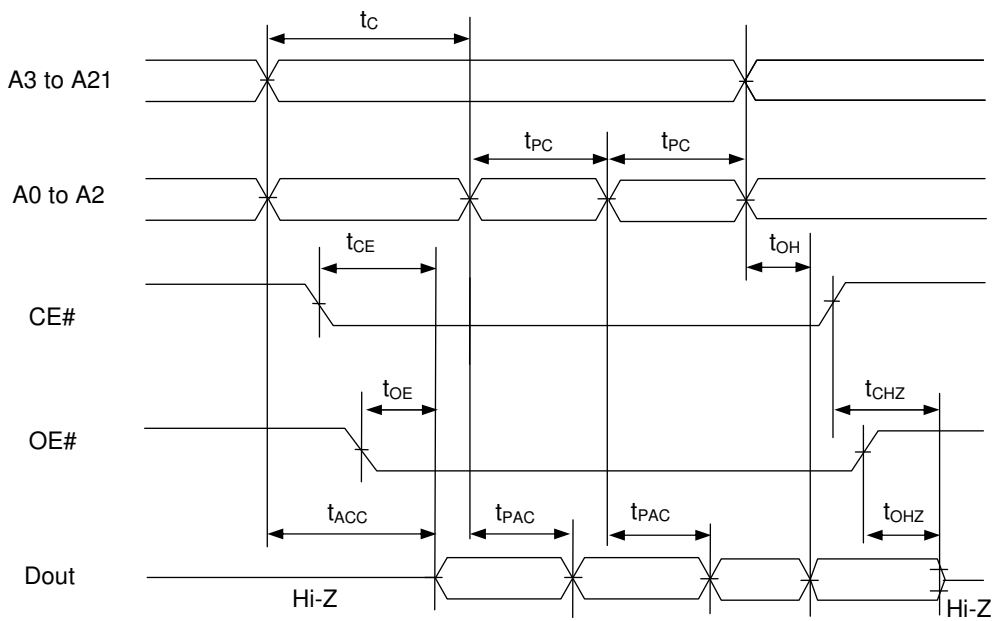 tC
A3 to A21
tPC tPC
A0 to A2
tCE tOH
CE#
tOE tCHZ
OE#
tACC tPAC tPAC tOHZ
Dout
Hi-Z Hi-Z